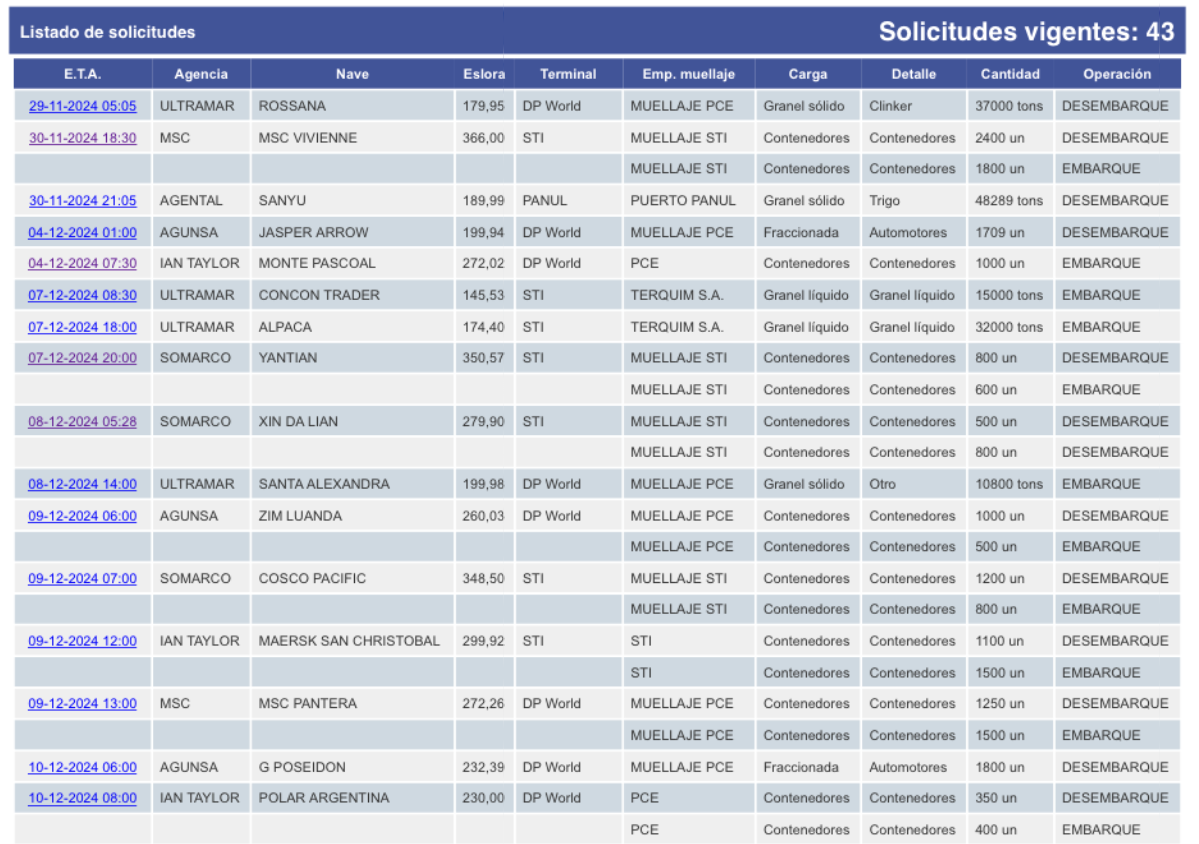 Listado de solicitudes Solicitudes vigentes: 43
E.T.A. Agencia Nave Eslora Terminal Emp. muellaje Carga Detalle Cantidad Operación
29-11-2024 05:05 ULTRAMAR ROSSANA 179,95 DP World MUELLAJE PCE Granel sólido Clinker 37000 tons DESEMBARQUE
30-11-2024 18:30 MSC MSC VIVIENNE 366,00 STI MUELLAJE STI Contenedores Contenedores 2400 un DESEMBARQUE
MUELLAJE STI Contenedores Contenedores 1800 un EMBARQUE
30-11-2024 21:05 AGENTAL SANYU 189,99 PANUL PUERTO PANUL Granel sólido Trigo 48289 tons DESEMBARQUE
04-12-2024 01:00 AGUNSA JASPER ARROW 199,94 DP World MUELLAJE PCE Fraccionada Automotores 1709 un DESEMBARQUE
04-12-2024 07:30 IAN TAYLOR MONTE PASCOAL 272,02 DP World PCE Contenedores Contenedores 1000 un EMBARQUE
07-12-2024 08:30 ULTRAMAR CONCON TRADER 145,53 STI TERQUIM S.A. Granel líquido Granel líquido 15000 tons EMBARQUE
07-12-2024 18:00 ULTRAMAR ALPACA 174,40 STI TERQUIM S.A. Granel líquido Granel líquido 32000 tons EMBARQUE
07-12-2024 20:00 SOMARCO YANTIAN 350,57 STI MUELLAJE STI Contenedores Contenedores 800 un DESEMBARQUE
MUELLAJE STI Contenedores Contenedores 600 un EMBARQUE
08-12-2024 05:28 SOMARCO XIN DA LIAN 279,90 STI MUELLAJE STI Contenedores Contenedores 500 un DESEMBARQUE
MUELLAJE STI Contenedores Contenedores 800 un DESEMBARQUE
08-12-2024 14:00 ULTRAMAR SANTA ALEXANDRA 199,98 DP World MUELLAJE PCE Granel sólido Otro 10800 tons EMBARQUE
09-12-2024 06:00 AGUNSA ZIM LUANDA 260,03 DP World MUELLAJE PCE Contenedores Contenedores 1000 un DESEMBARQUE
MUELLAJE PCE Contenedores Contenedores 500 un EMBARQUE
09-12-2024 07:00 SOMARCO COSCO PACIFIC 348,50 STI MUELLAJE STI Contenedores Contenedores 1200 un DESEMBARQUE
MUELLAJE STI Contenedores Contenedores 800 un EMBARQUE
09-12-2024 12:00 IAN TAYLOR MAERSK SAN CHRISTOBAL 299,92 STI STI Contenedores Contenedores 1100 un DESEMBARQUE
STI Contenedores Contenedores 1500 un EMBARQUE
09-12-2024 13:00 MSC MSC PANTERA 272,26 DP World MUELLAJE PCE Contenedores Contenedores 1250 un DESEMBARQUE
MUELLAJE PCE Contenedores Contenedores 1500 un EMBARQUE
10-12-2024 06:00 AGUNSA G POSEIDON 232,39 DP World MUELLAJE PCE Fraccionada Automotores 1800 un DESEMBARQUE
10-12-2024 08:00 IAN TAYLOR POLAR ARGENTINA 230,00 DP World PCE Contenedores Contenedores 350 un DESEMBARQUE
PCE Contenedores Contenedores 400 un EMBARQUE